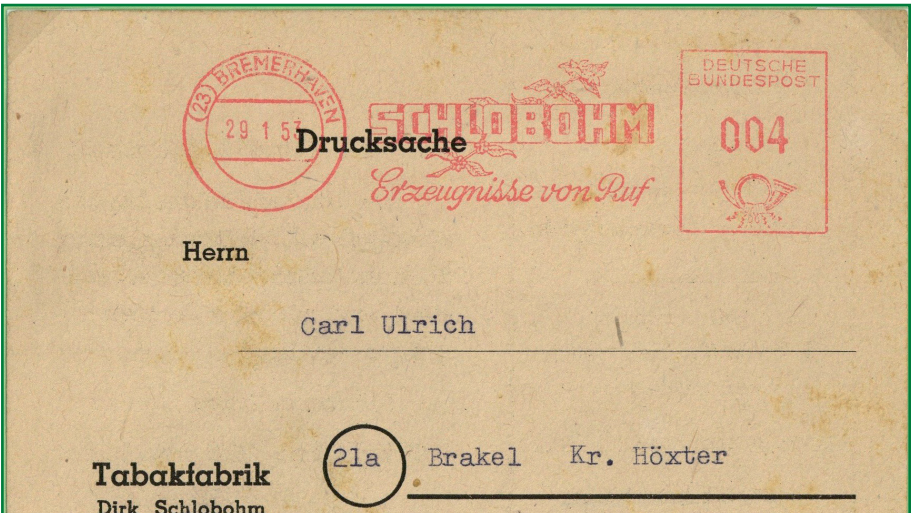 (23) BREMERHAVEN
29 1 53
SCHLOBOHM
Erzeugnisse von Ruf
DEUTSCHE
BUNDESPOST
004
Drucksache
Herrn
Carl Ulrich
21a Brakel Kr. Höxter
Tabakfabrik
Dirk Schlobohm